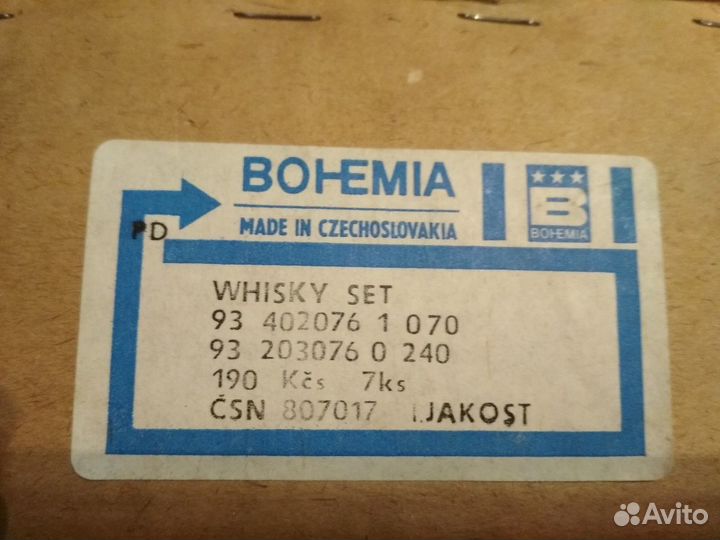 BOHEMIA
MADE IN CZECHOSLOVAKIA
B
BOHEMIA
PD
WHISKY SET
93 402076 1 070
93 203076 0 240
190 Kčs 7ks
ČSN 807017 I.JAKOST
Avito